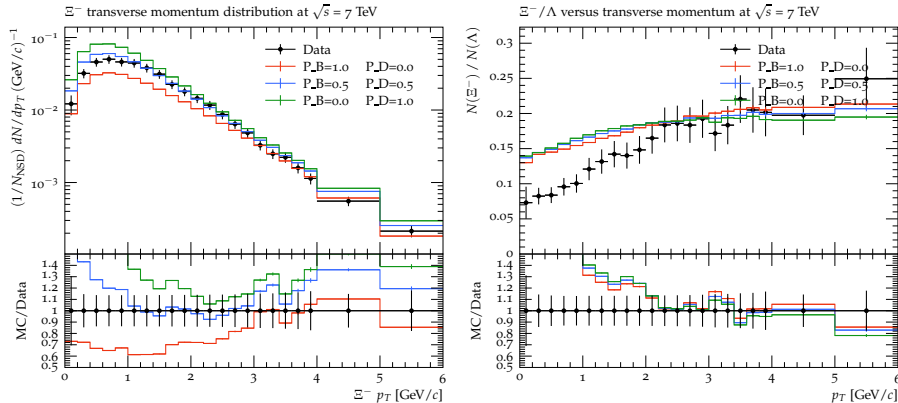 Ξ⁻ transverse momentum distribution at √s = 7 TeV
(1/N_NSD) dN/dp_T (GeV/c)⁻¹
10⁻¹
10⁻²
10⁻³
Data
P_B=1.0 P_D=0.0
P_B=0.5 P_D=0.5
P_B=0.0 P_D=1.0
MC/Data
1.4
1.3
1.2
1.1
1
0.9
0.8
0.7
0.6
0.5
0 1 2 3 4 5 6
Ξ⁻ p_T [GeV/c]
Ξ⁻/Λ versus transverse momentum at √s = 7 TeV
N(Ξ⁻) / N(Λ)
0.25
0.2
0.15
0.1
0.05
0
Data
P_B=1.0 P_D=0.0
P_B=0.5 P_D=0.5
P_B=0.0 P_D=1.0
MC/Data
1.4
1.3
1.2
1.1
1
0.9
0.8
0.7
0.6
0.5
0 1 2 3 4 5 6
p_T [GeV/c]